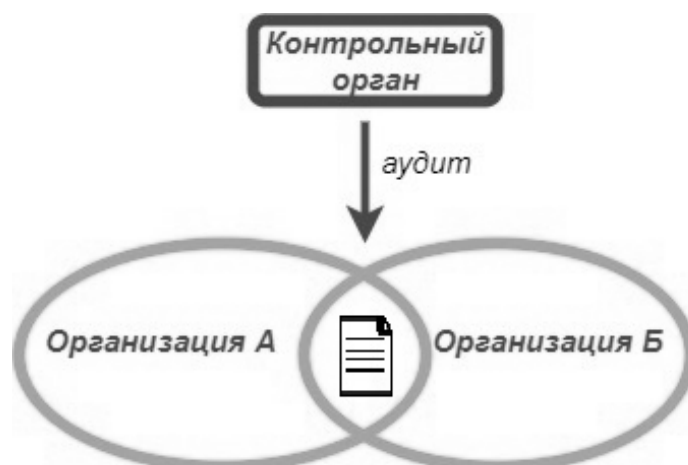 Контрольный
орган
аудит
Организация А
Организация Б